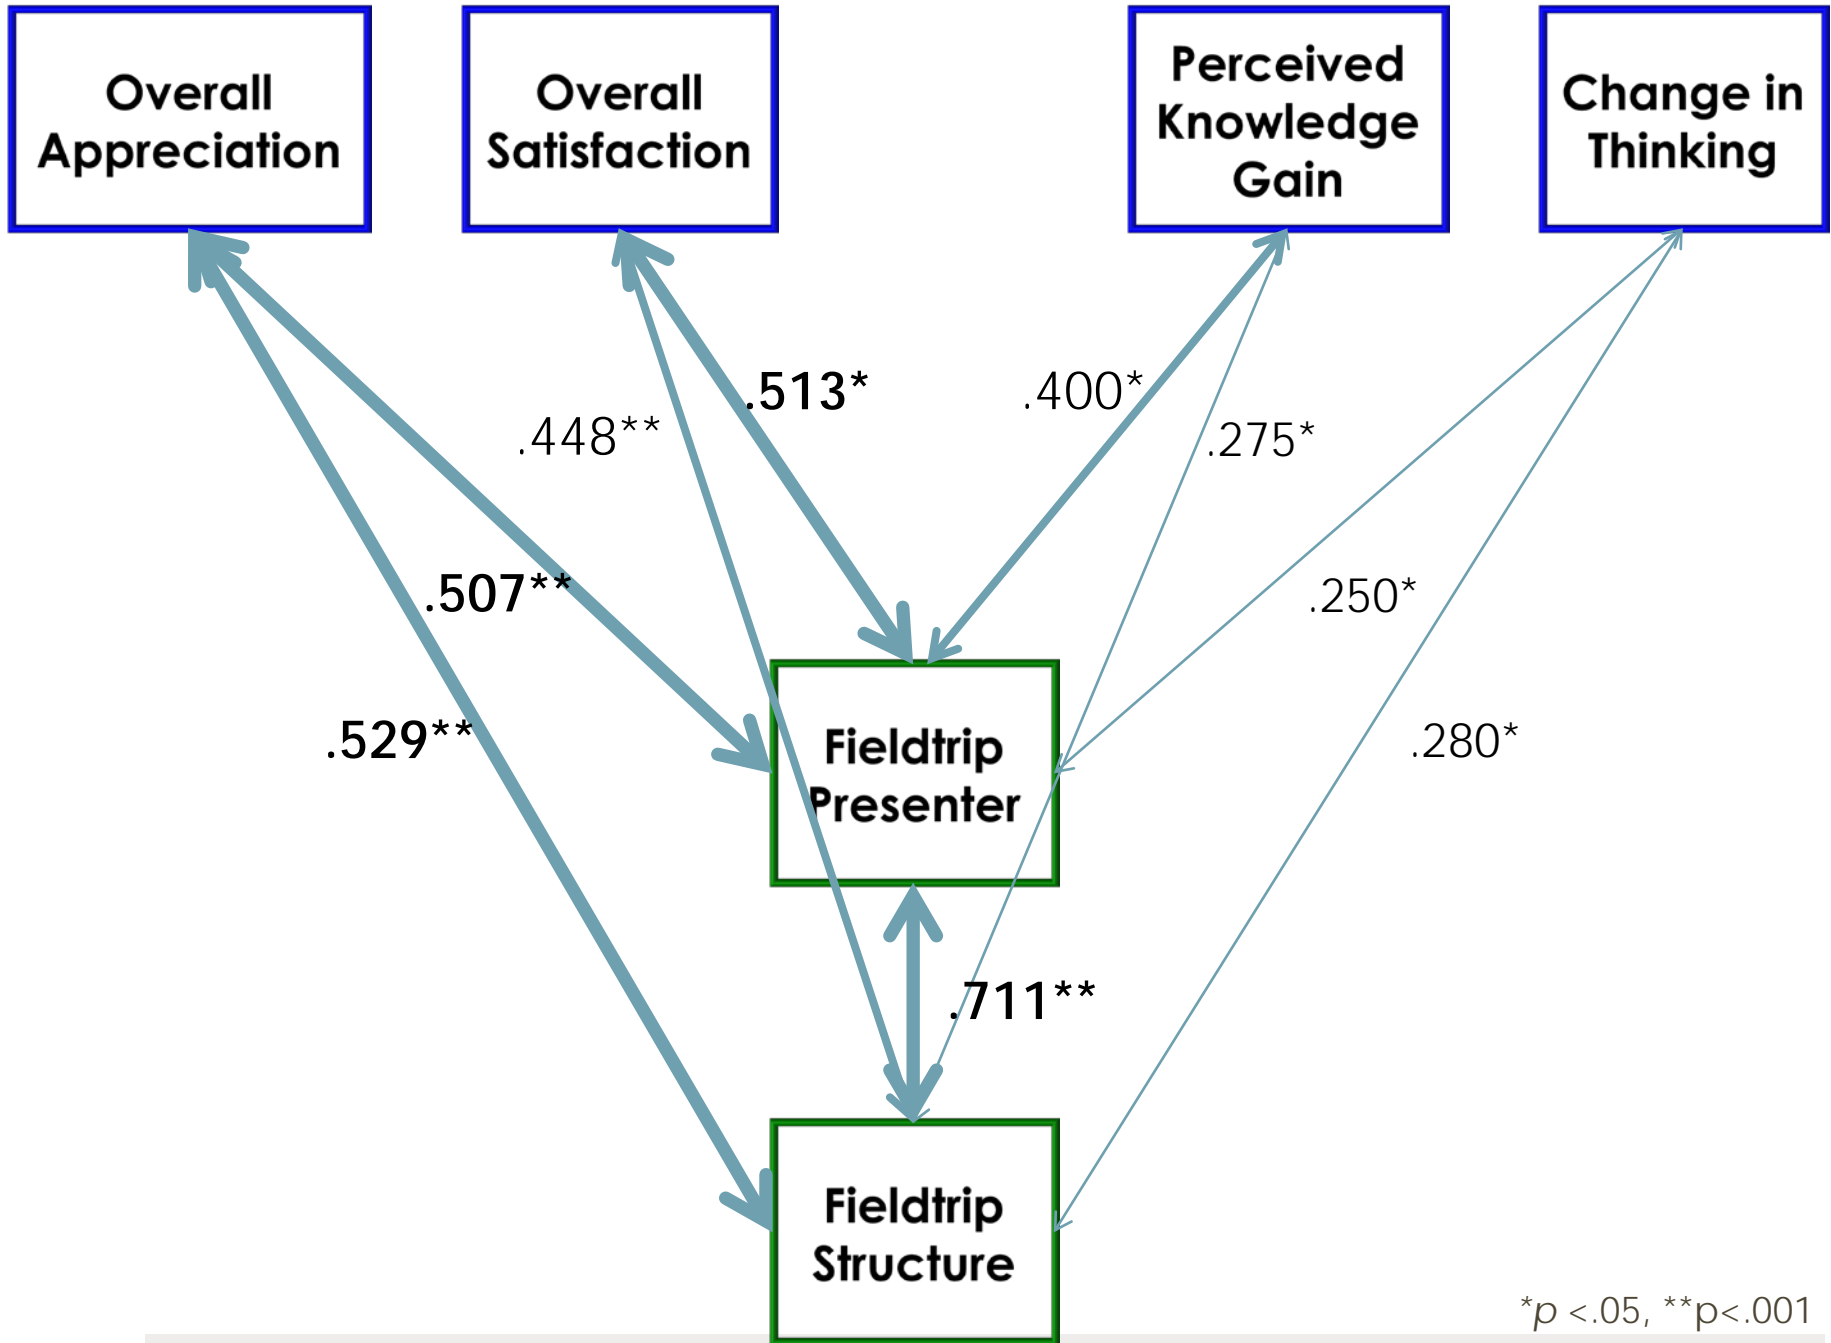 Overall
Appreciation
Overall
Satisfaction
Perceived
Knowledge
Gain
Change in
Thinking
.513*
.400*
.448**
.275*
.507**
.250*
.529**
.280*
Fieldtrip
Presenter
.711**
Fieldtrip
Structure
*p <.05, **p<.001